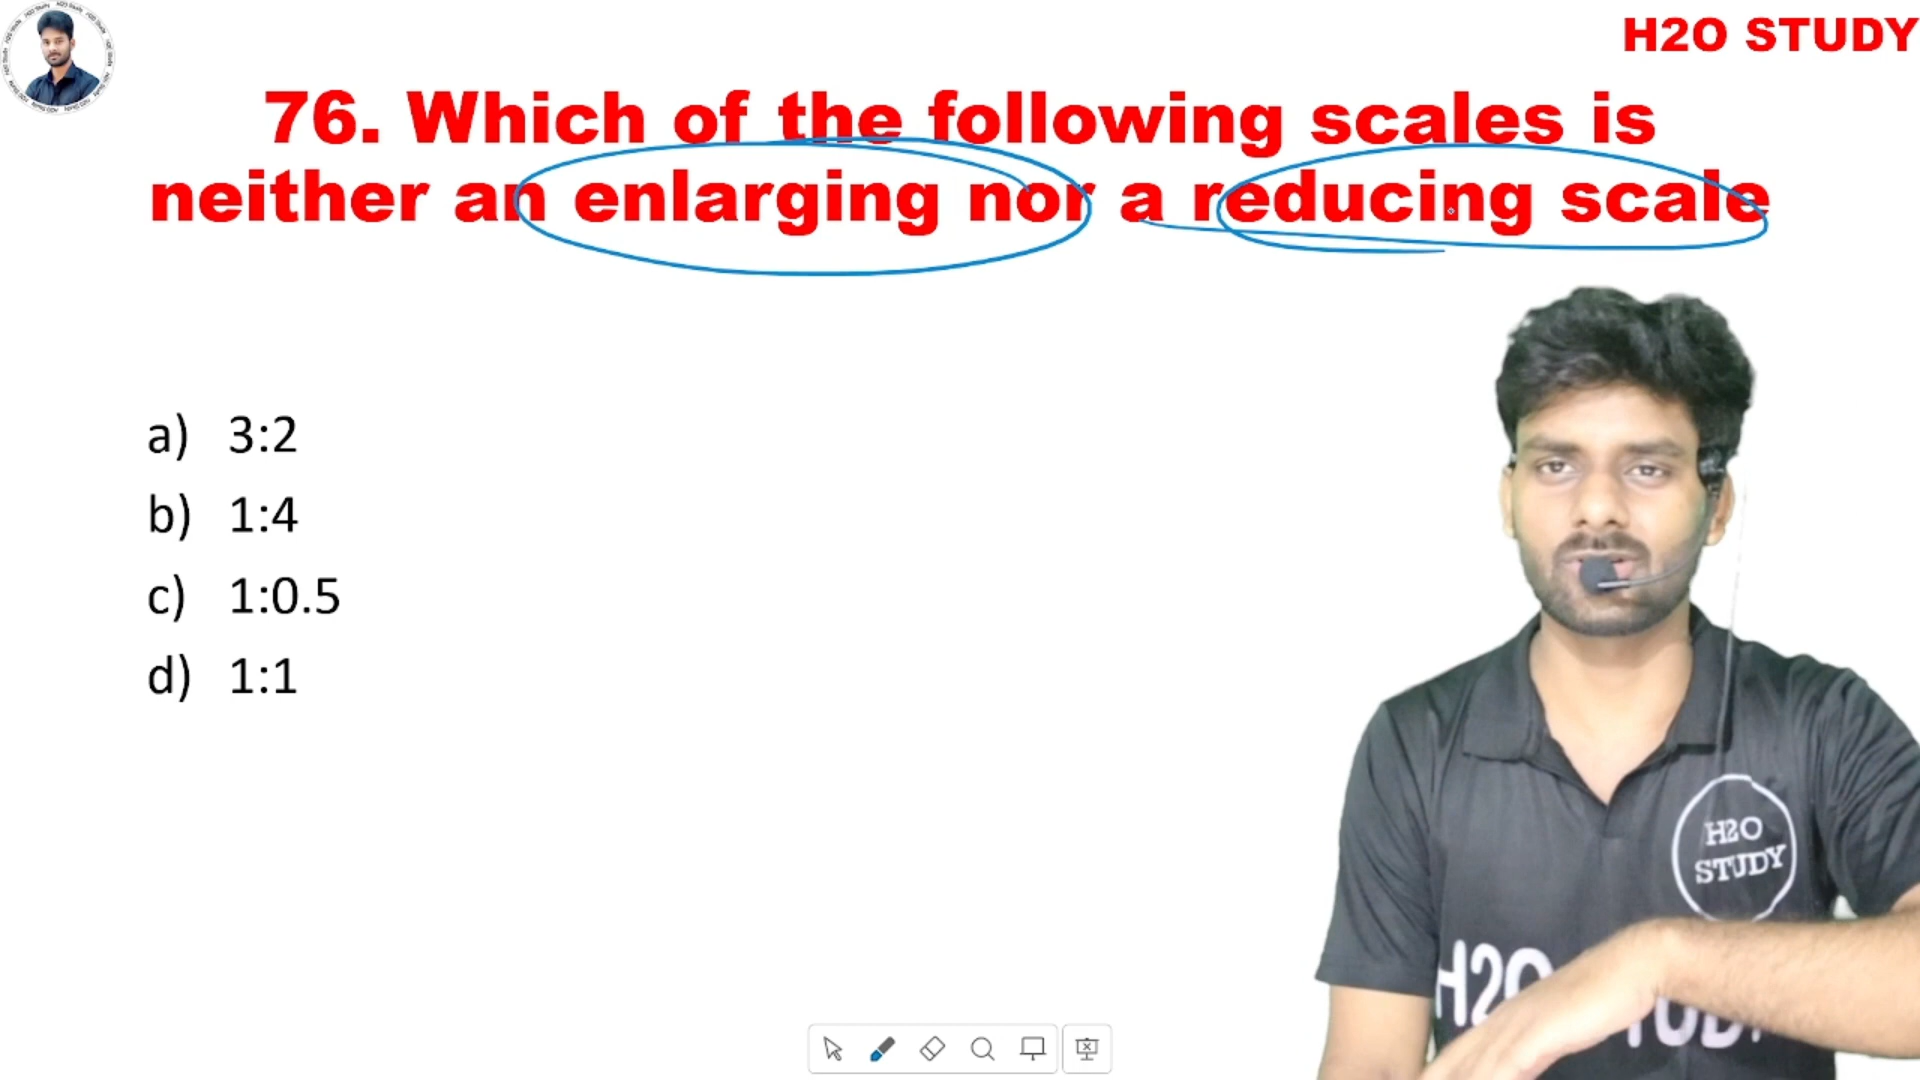 H2O STUDY
76. Which of the following scales is
neither an enlarging nor a reducing scale
a) 3:2
b) 1:4
c) 1:0.5
d) 1:1
H2O
STUDY